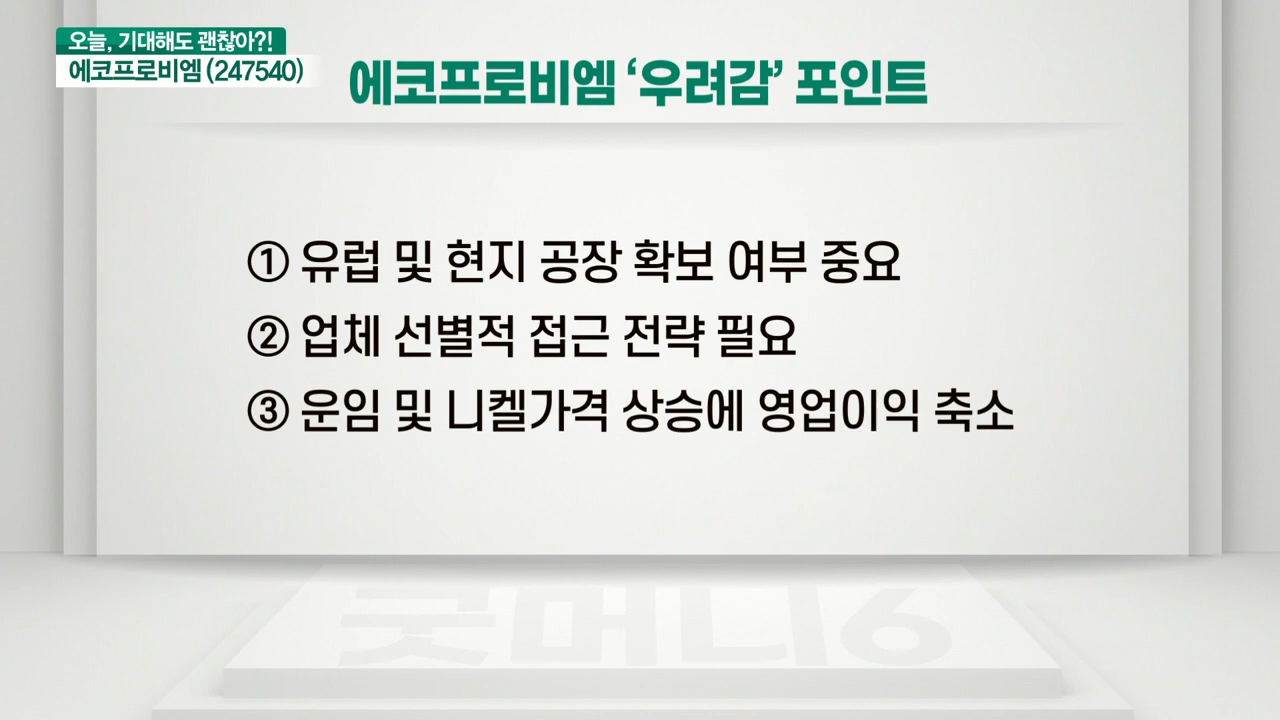 오늘, 기대해도 괜찮아?!
에코프로비엠 (247540)
에코프로비엠 ‘우려감’ 포인트
① 유럽 및 현지 공장 확보 여부 중요
② 업체 선별적 접근 전략 필요
③ 운임 및 니켈가격 상승에 영업이익 축소
굿머니6